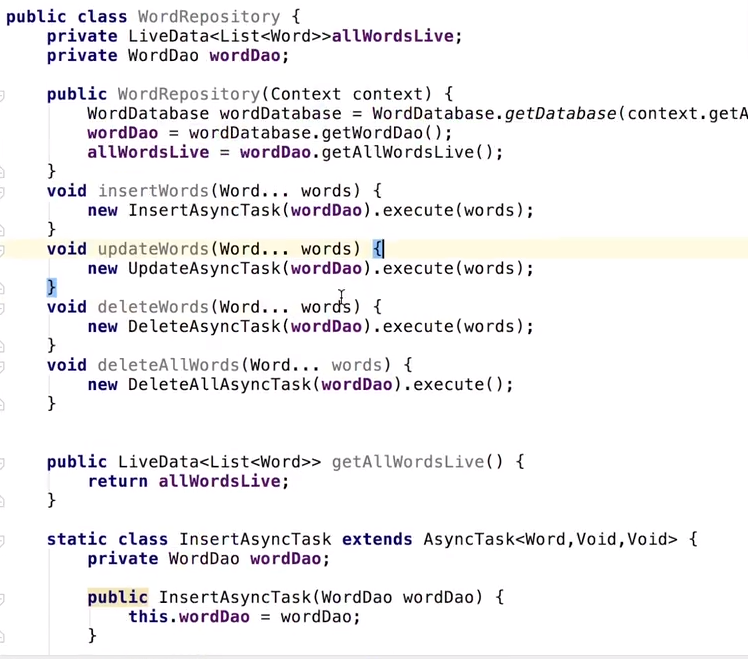 public class WordRepository {
    private LiveData<List<Word>>allWordsLive;
    private WordDao wordDao;
    public WordRepository(Context context) {
        WordDatabase wordDatabase = WordDatabase.getDatabase(context.getA
        wordDao = wordDatabase.getWordDao();
        allWordsLive = wordDao.getAllWordsLive();
    }
    void insertWords(Word... words) {
        new InsertAsyncTask(wordDao).execute(words);
    }
    void updateWords(Word... words) {
        new UpdateAsyncTask(wordDao).execute(words);
    }
    void deleteWords(Word... words) {
        new DeleteAsyncTask(wordDao).execute(words);
    }
    void deleteAllWords(Word... words) {
        new DeleteAllAsyncTask(wordDao).execute();
    }
    public LiveData<List<Word>> getAllWordsLive() {
        return allWordsLive;
    }
    static class InsertAsyncTask extends AsyncTask<Word,Void,Void> {
        private WordDao wordDao;
        public InsertAsyncTask(WordDao wordDao) {
            this.wordDao = wordDao;
        }